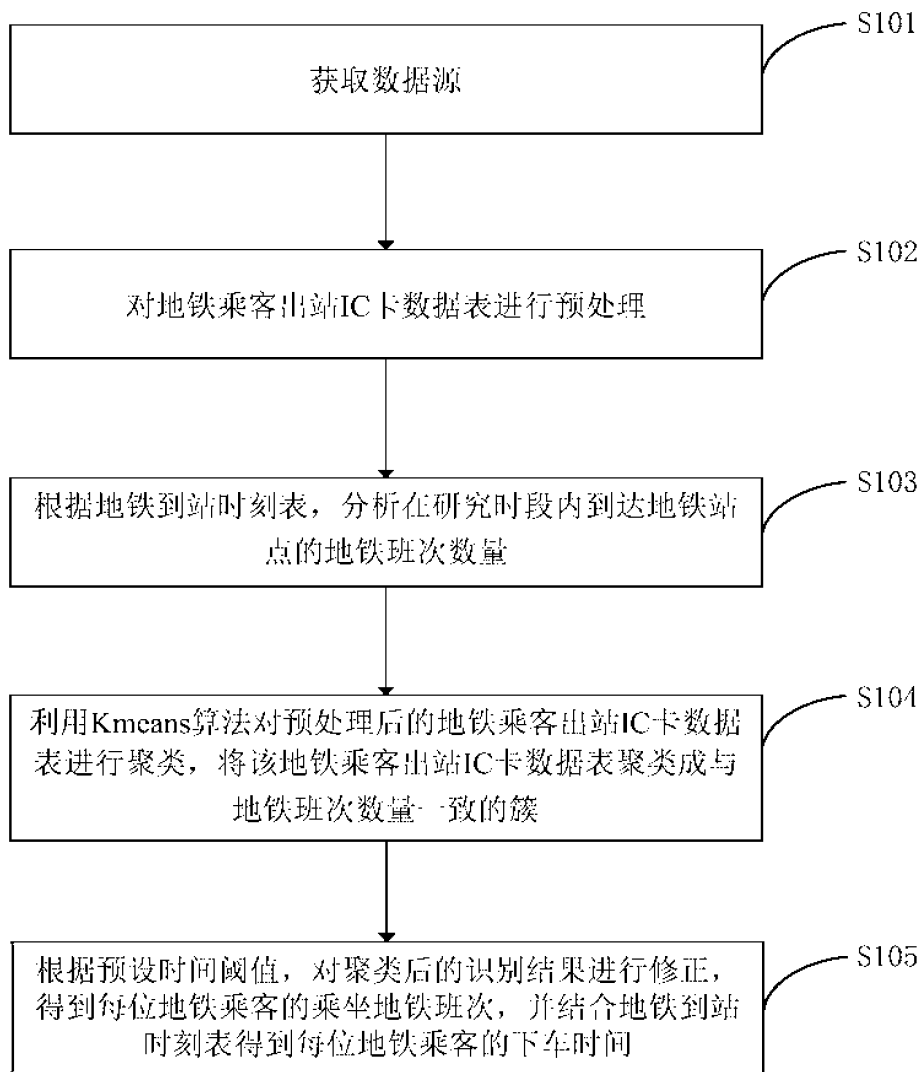 S101
获取数据源
S102
对地铁乘客出站IC卡数据表进行预处理
S103
根据地铁到站时刻表，分析在研究时段内到达地铁站
点的地铁班次数量
S104
利用Kmeans算法对预处理后的地铁乘客出站IC卡数据
表进行聚类，将该地铁乘客出站IC卡数据表聚类成与
地铁班次数量一致的簇
S105
根据预设时间阈值，对聚类后的识别结果进行修正，
得到每位地铁乘客的乘坐地铁班次，并结合地铁到站
时刻表得到每位地铁乘客的下车时间